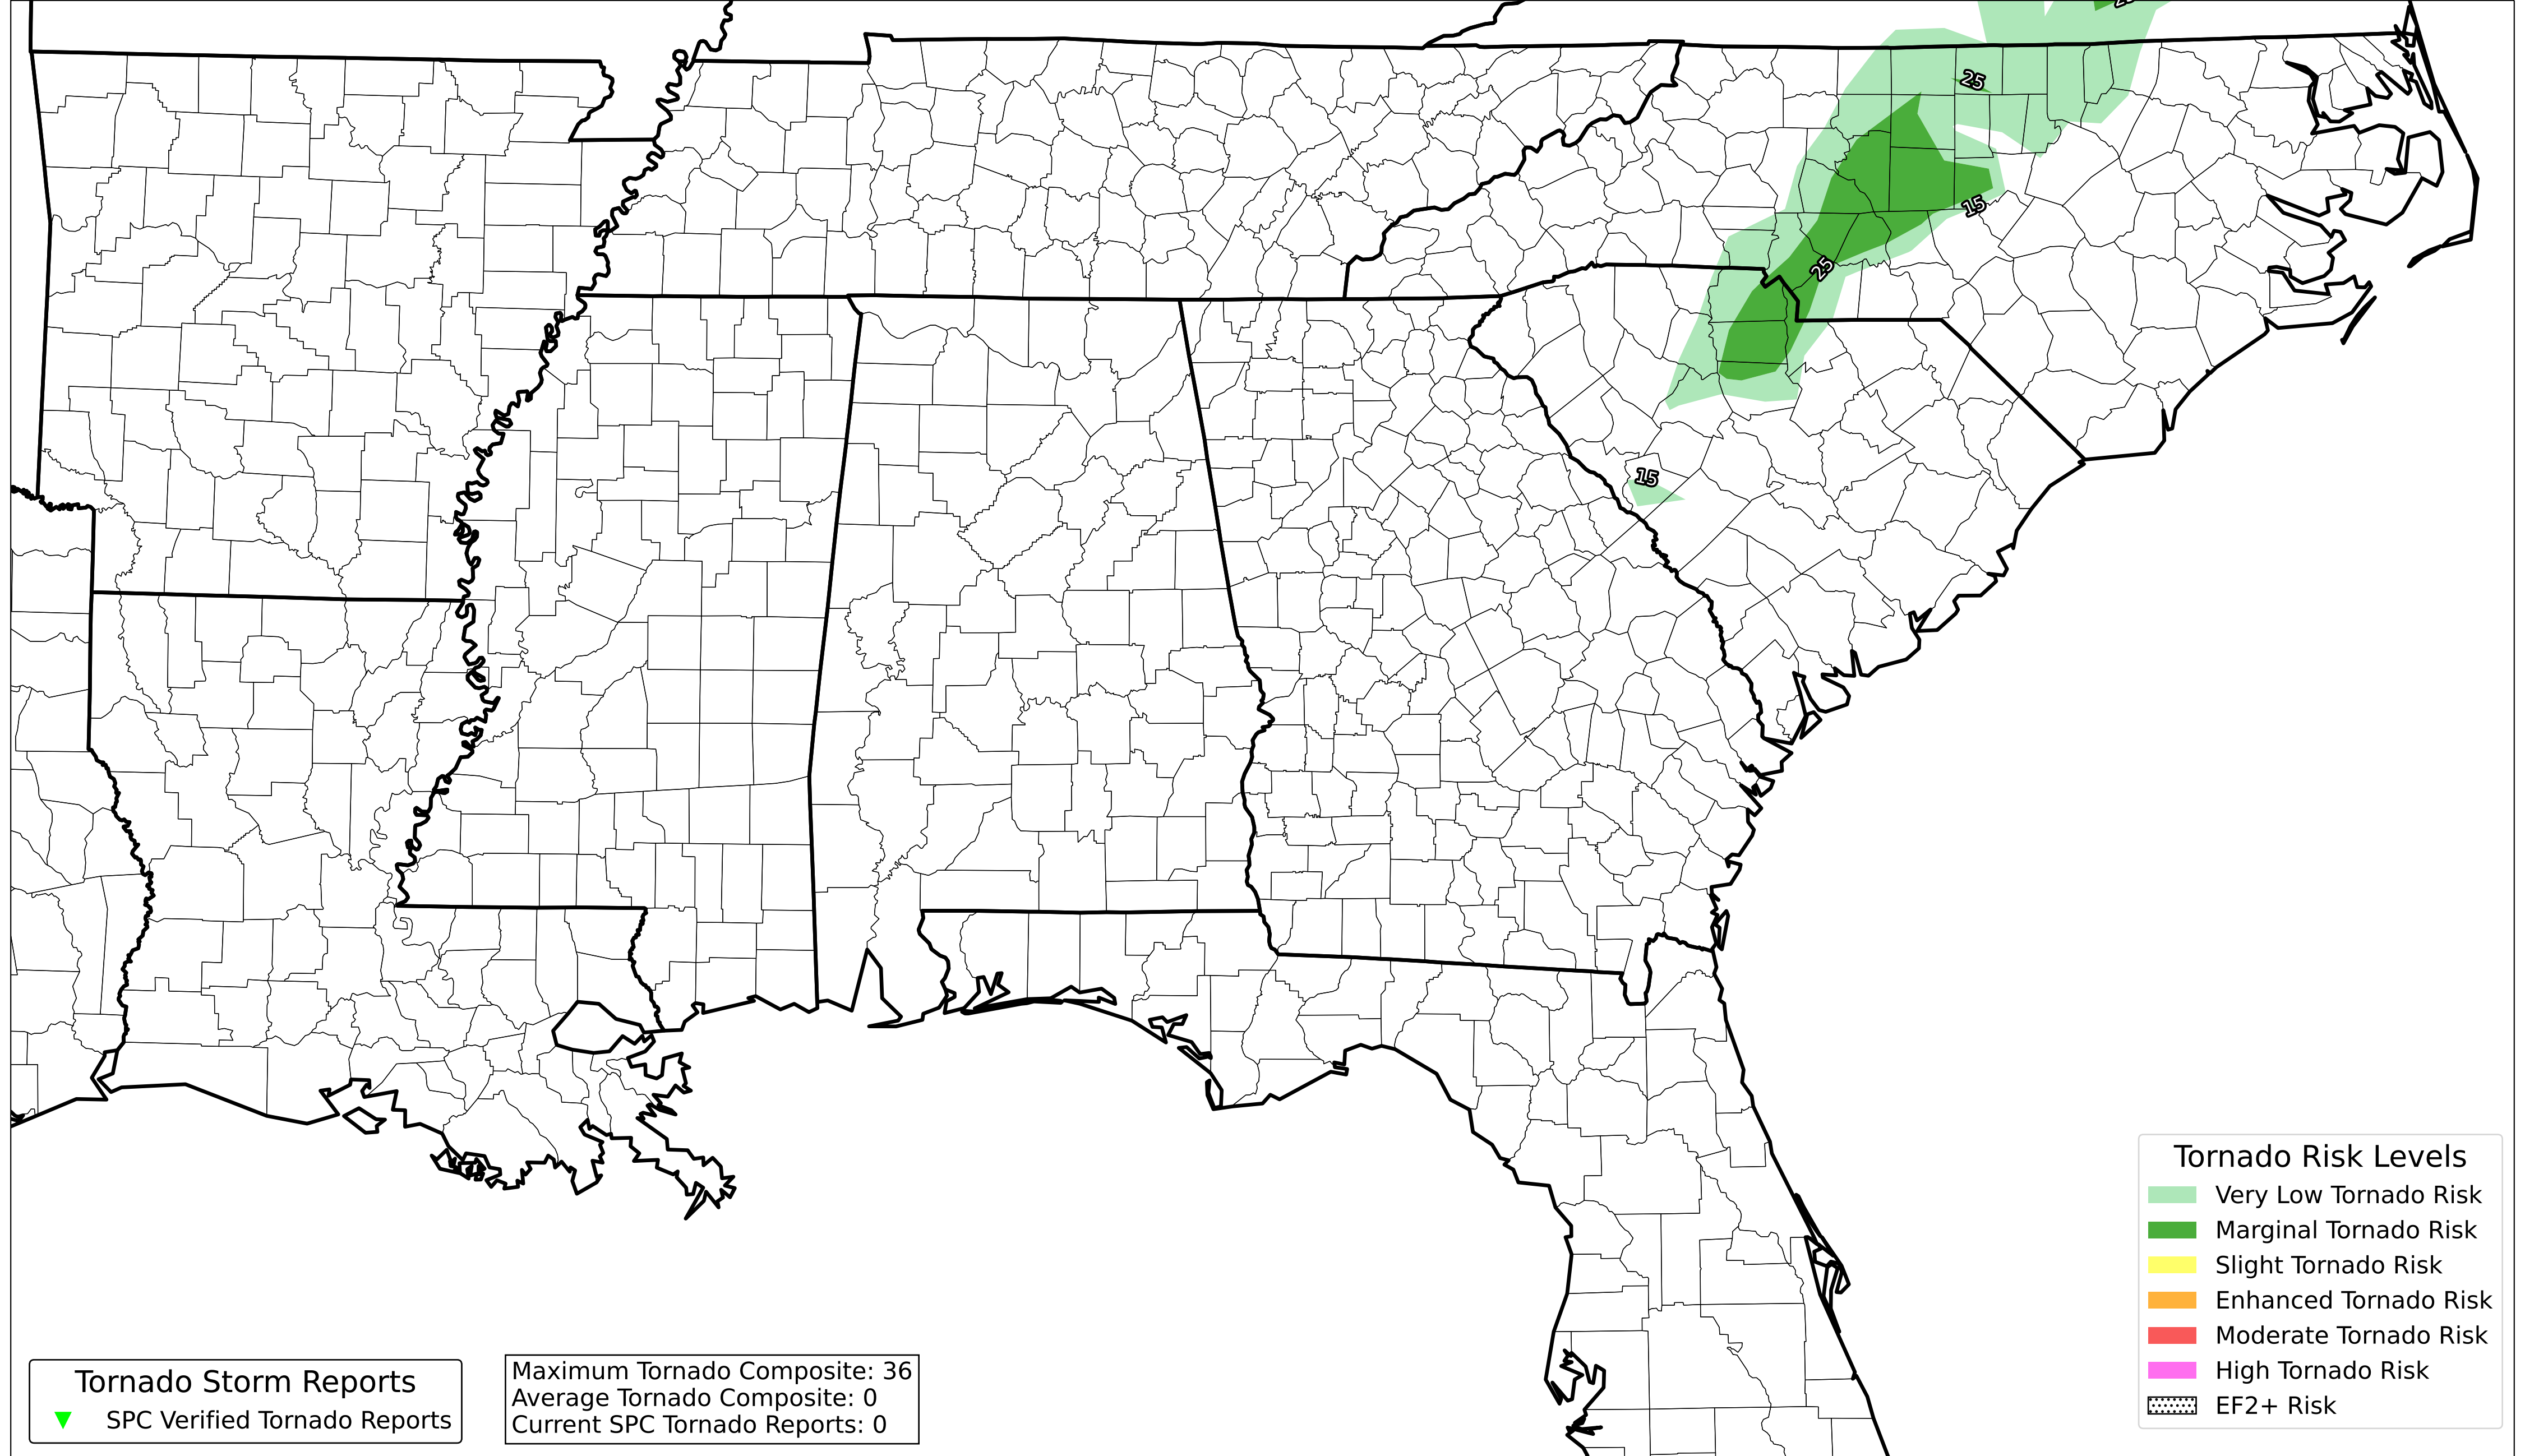 25
15
25
15
Tornado Risk Levels
Very Low Tornado Risk
Marginal Tornado Risk
Slight Tornado Risk
Enhanced Tornado Risk
Moderate Tornado Risk
High Tornado Risk
EF2+ Risk
Tornado Storm Reports
SPC Verified Tornado Reports
Maximum Tornado Composite: 36
Average Tornado Composite: 0
Current SPC Tornado Reports: 0